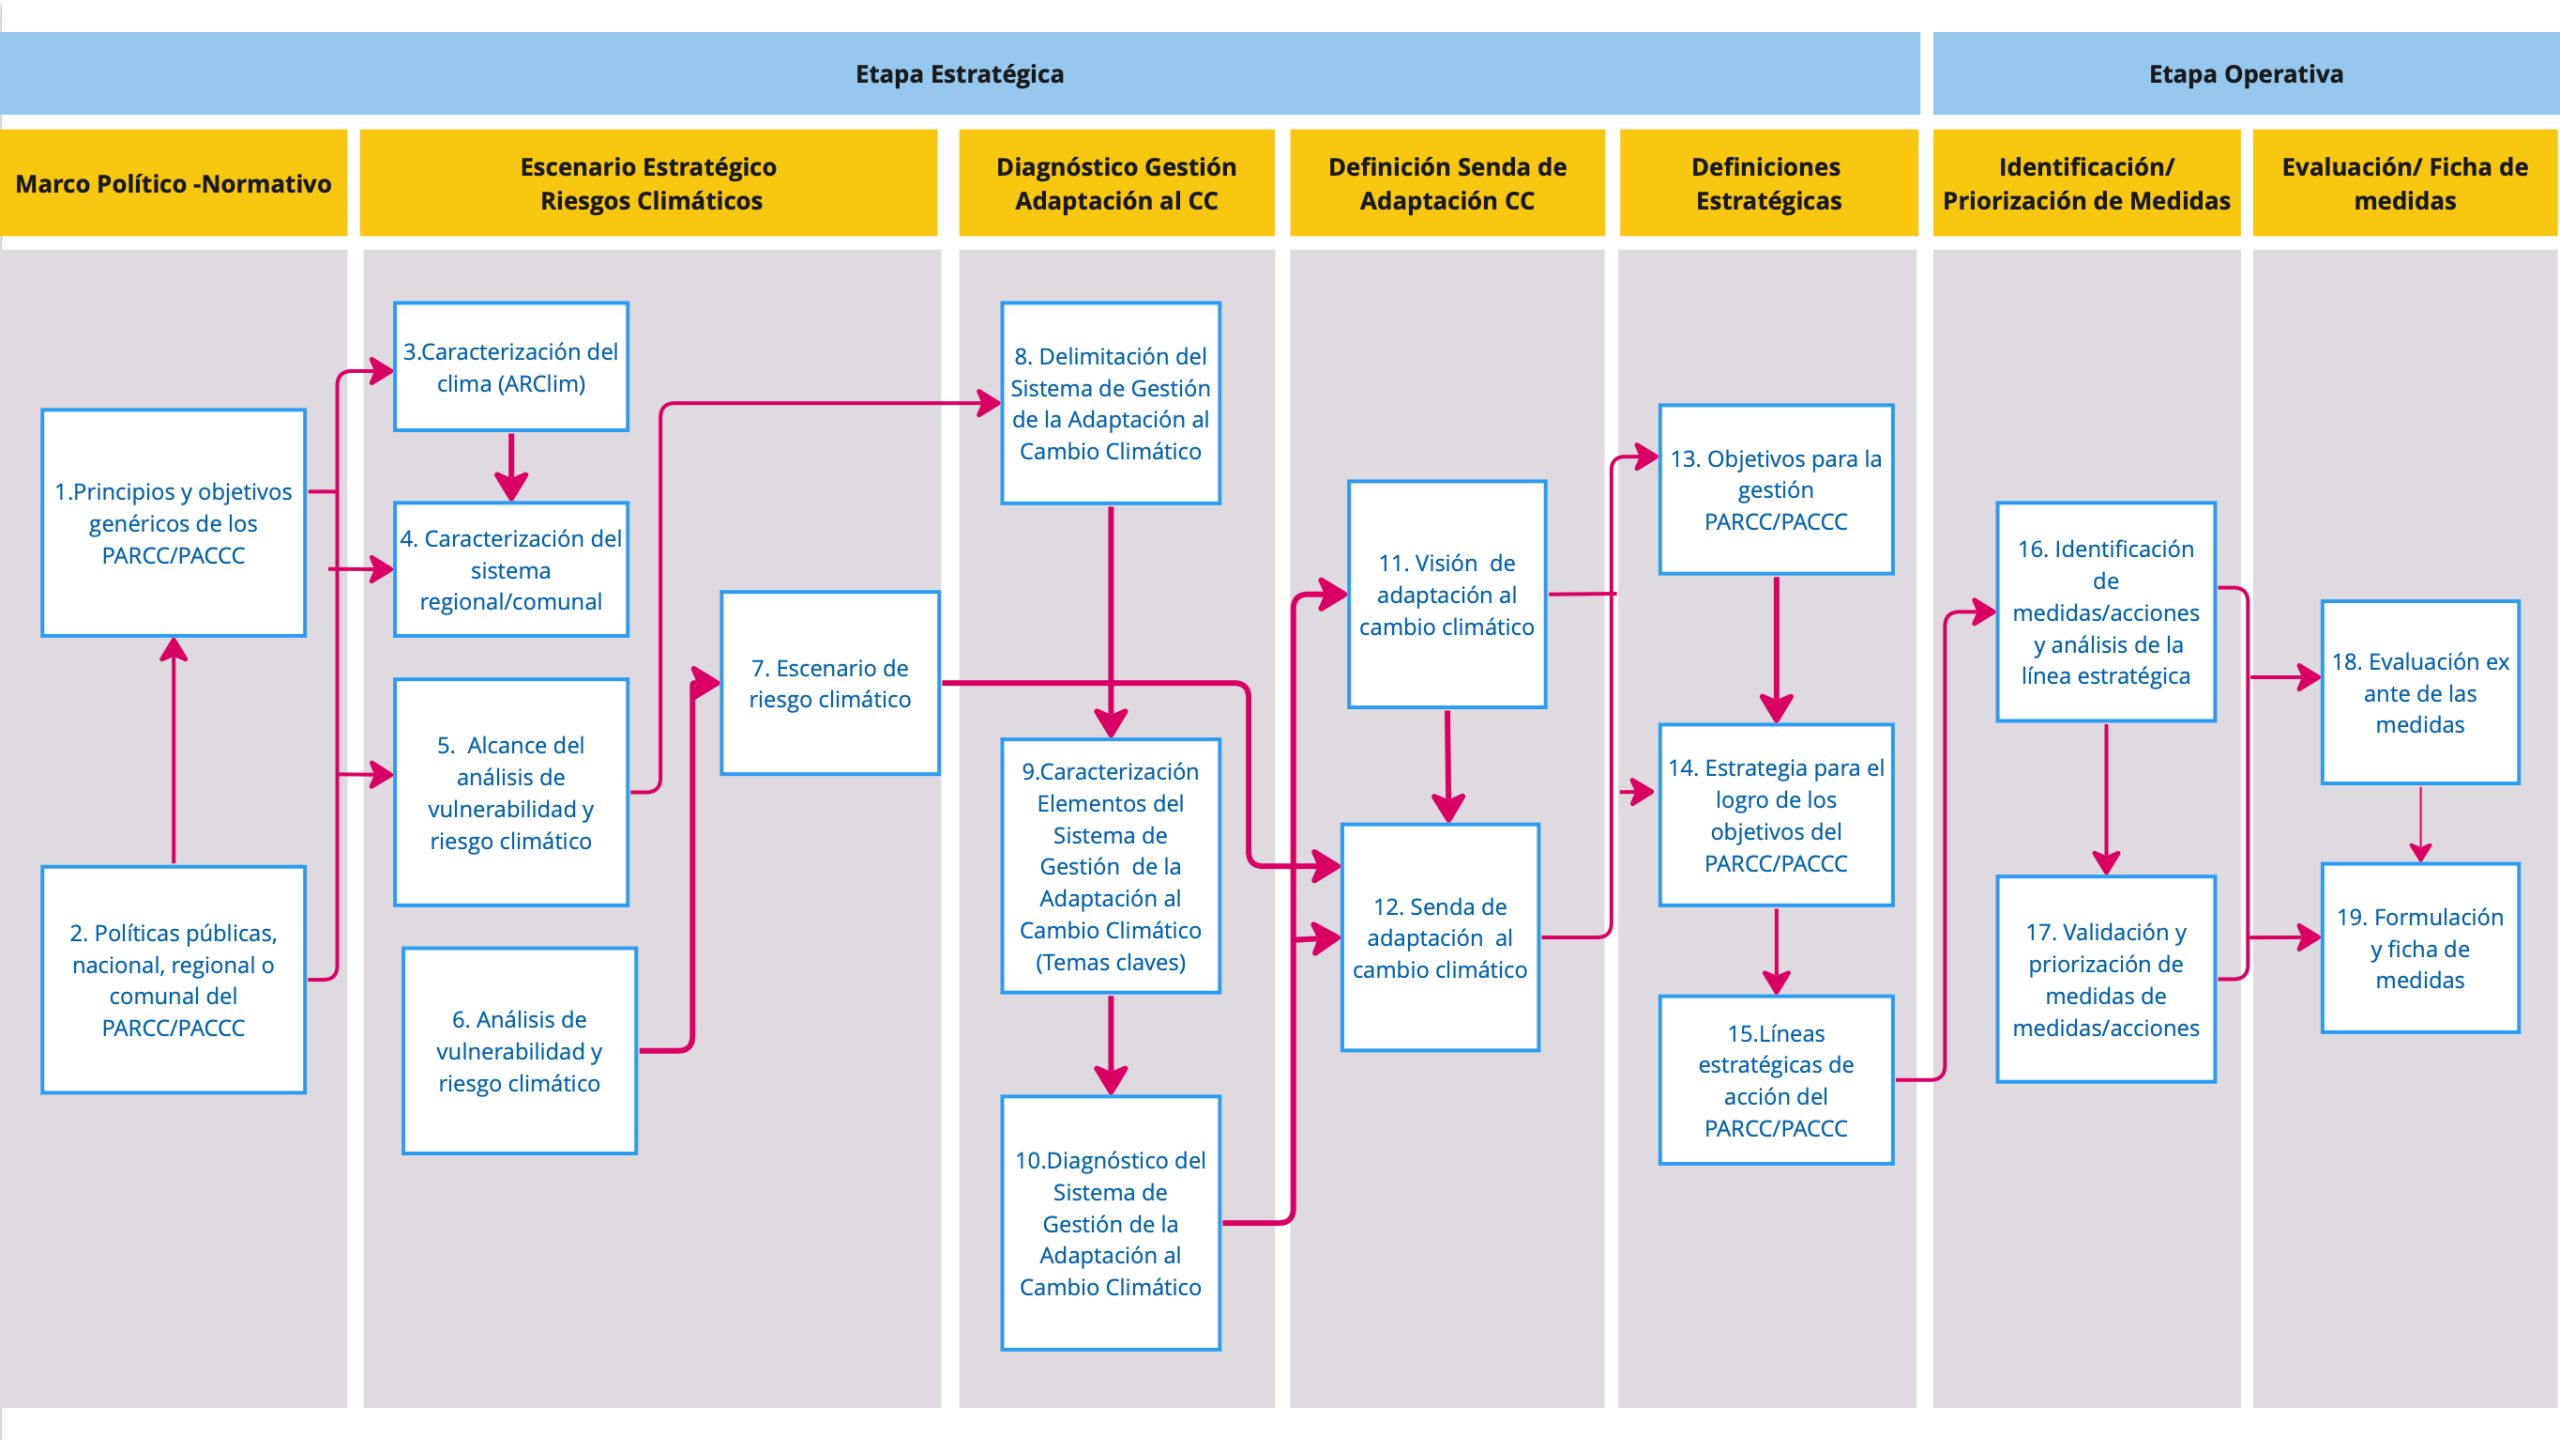 Etapa Estratégica
Etapa Operativa
Marco Político -Normativo
Escenario Estratégico
Riesgos Climáticos
Diagnóstico Gestión
Adaptación al CC
Definición Senda de
Adaptación CC
Definiciones
Estratégicas
Identificación/
Priorización de Medidas
Evaluación/ Ficha de
medidas
1.Principios y objetivos
genéricos de los
PARCC/PACCC
2. Políticas públicas,
nacional, regional o
comunal del
PARCC/PACCC
3.Caracterización del
clima (ARClim)
4. Caracterización del
sistema
regional/comunal
5.  Alcance del
análisis de
vulnerabilidad y
riesgo climático
6. Análisis de
vulnerabilidad y
riesgo climático
7. Escenario de
riesgo climático
8. Delimitación del
Sistema de Gestión
de la Adaptación al
Cambio Climático
9.Caracterización
Elementos del
Sistema de
Gestión  de la
Adaptación al
Cambio Climático
(Temas claves)
10.Diagnóstico del
Sistema de
Gestión de la
Adaptación al
Cambio Climático
11. Visión  de
adaptación al
cambio climático
12. Senda de
adaptación  al
cambio climático
13. Objetivos para la
gestión
PARCC/PACCC
14. Estrategia para el
logro de los
objetivos del
PARCC/PACCC
15.Líneas
estratégicas de
acción del
PARCC/PACCC
16. Identificación
de
medidas/acciones
y análisis de la
línea estratégica
17. Validación y
priorización de
medidas de
medidas/acciones
18. Evaluación ex
ante de las
medidas
19. Formulación
y ficha de
medidas